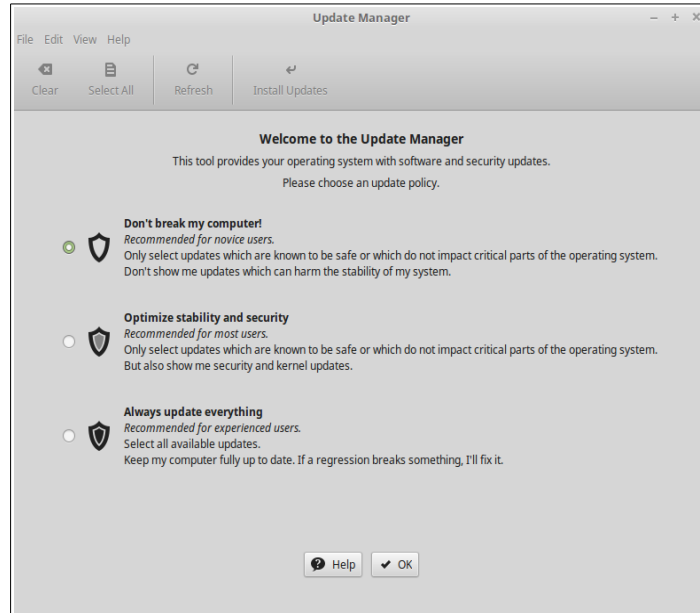 Update Manager
File Edit View Help
Clear Select All Refresh Install Updates
Welcome to the Update Manager
This tool provides your operating system with software and security updates.
Please choose an update policy.
Don't break my computer!
Recommended for novice users.
Only select updates which are known to be safe or which do not impact critical parts of the operating system.
Don't show me updates which can harm the stability of my system.
Optimize stability and security
Recommended for most users.
Only select updates which are known to be safe or which do not impact critical parts of the operating system.
But also show me security and kernel updates.
Always update everything
Recommended for experienced users.
Select all available updates.
Keep my computer fully up to date. If a regression breaks something, I'll fix it.
Help OK